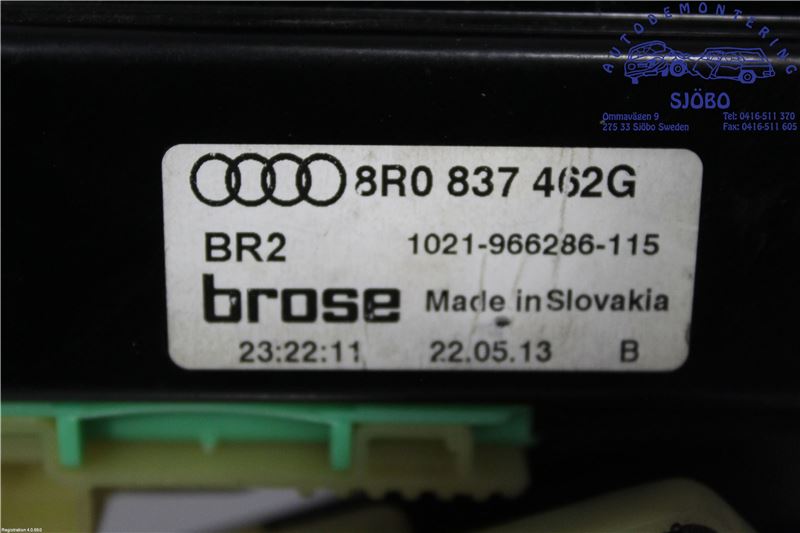 AUTODEMONTERING
SJÖBO
Ommavägen 9
275 33 Sjöbo Sweden
Tel: 0416-511 370
Fax: 0416-511 605
8R0 837 462G
BR2 1021-966286-115
brose Made in Slovakia
23:22:11 22.05.13 B